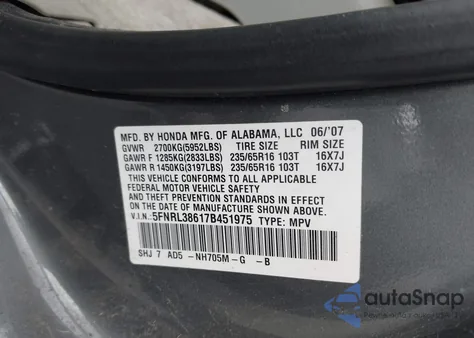 MFD. BY HONDA MFG. OF ALABAMA, LLC 06/'07
GVWR 2700KG(5952LBS) TIRE SIZE RIM SIZE
GAWR F 1285KG(2833LBS) 235/65R16 103T 16X7J
GAWR R 1450KG(3197LBS) 235/65R16 103T 16X7J
THIS VEHICLE CONFORMS TO ALL APPLICABLE
FEDERAL MOTOR VEHICLE SAFETY, BUMPER,
AND THEFT PREVENTION STANDARDS IN EFFECT
ON THE DATE OF MANUFACTURE SHOWN ABOVE.
V.I.N.: 5FNRL38617B451975 TYPE: MPV
SHJ 7 AD5 -NH705M-G -B
autoSnap